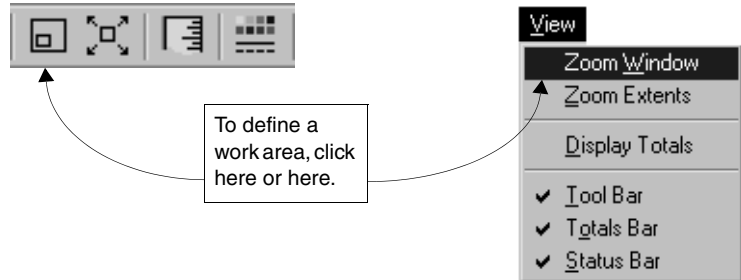 View
Zoom Window
Zoom Extents
Display Totals
✔ Tool Bar
✔ Totals Bar
✔ Status Bar
To define a
work area, click
here or here.